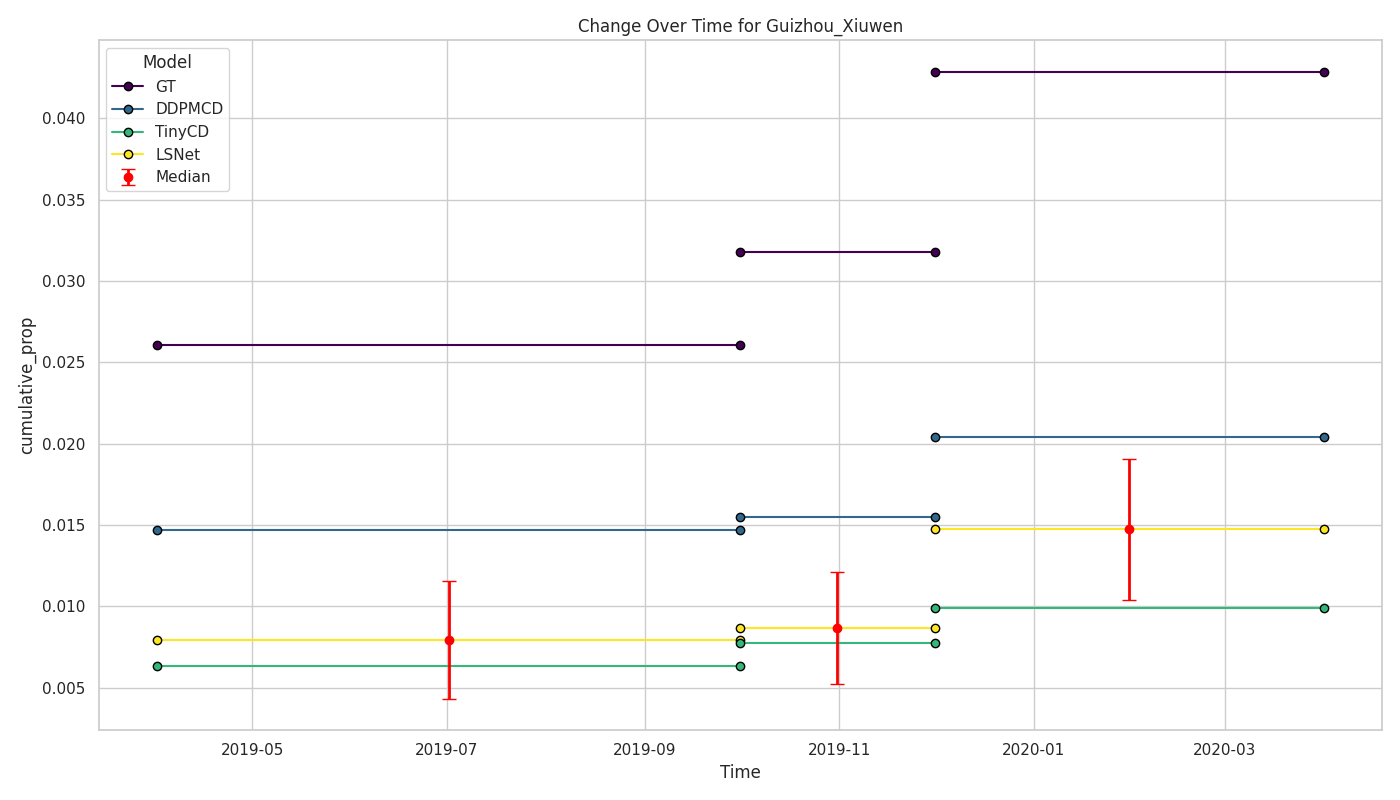 Change Over Time for Guizhou_Xiuwen
Model
GT
DDPMCD
TinyCD
LSNet
Median
cumulative_prop
0.040
0.035
0.030
0.025
0.020
0.015
0.010
0.005
2019-05 2019-07 2019-09 2019-11 2020-01 2020-03
Time